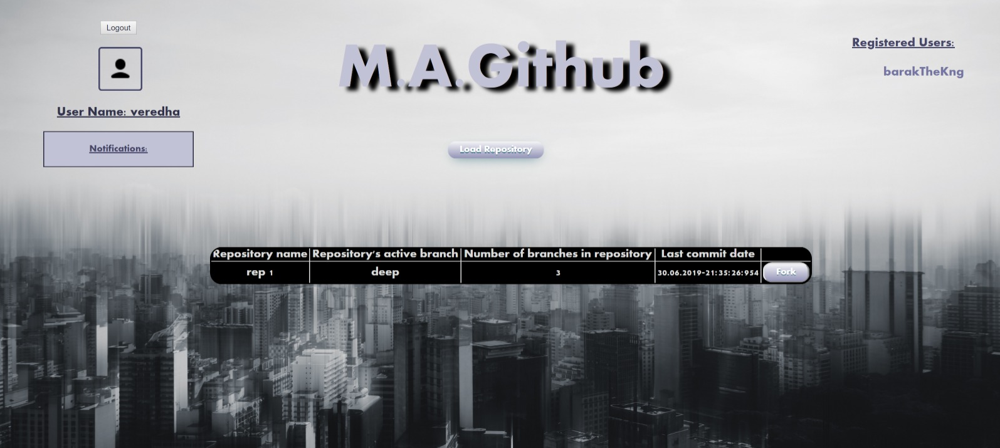 Logout
M.A.Github
Registered Users:
barakTheKng
User Name: veredha
Notifications:
Load Repository
Repository name Repository's active branch Number of branches in repository Last commit date
rep 1 deep 3 30.06.2019-21:35:26:954 Fork